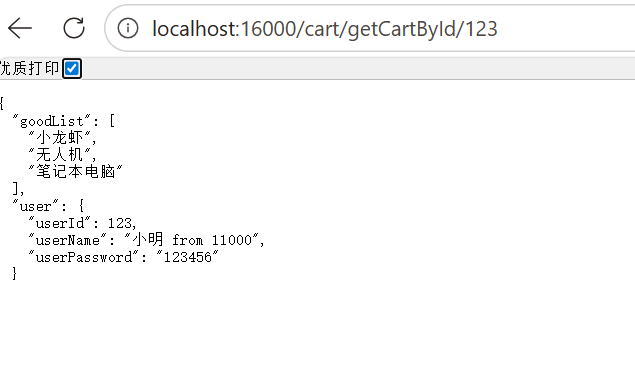 localhost:16000/cart/getCartById/123
优质打印
{
  "goodList": [
    "小龙虾",
    "无人机",
    "笔记本电脑"
  ],
  "user": {
    "userId": 123,
    "userName": "小明 from 11000",
    "userPassword": "123456"
  }